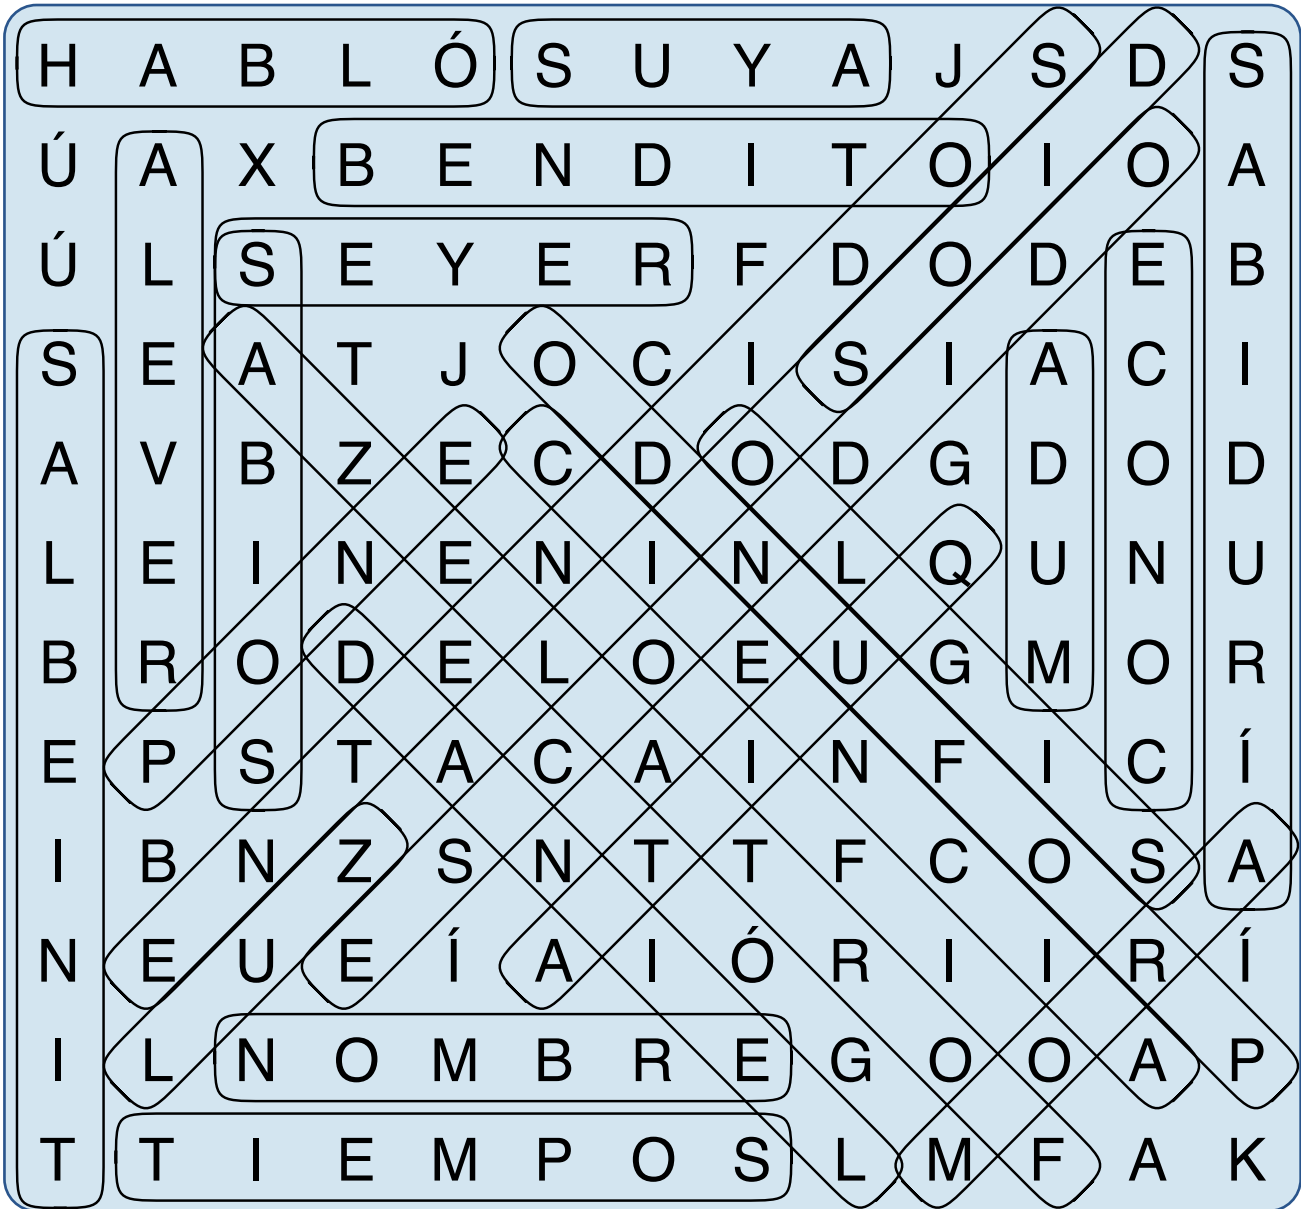 H A B L Ó S U Y A J S D S
Ú A X B E N D I T O I O A
Ú L S E Y E R F D O D E B
S E A T J O C I S I A C I
A V B Z E C D O D G D O D
L E I N E N I N L Q U N U
B R O D E L O E U G M O R
E P S T A C A I N F I C Í
I B N Z S N T T F C O S A
N E U E Í A I Ó R I I R Í
I L N O M B R E G O O A P
T T I E M P O S L M F A K